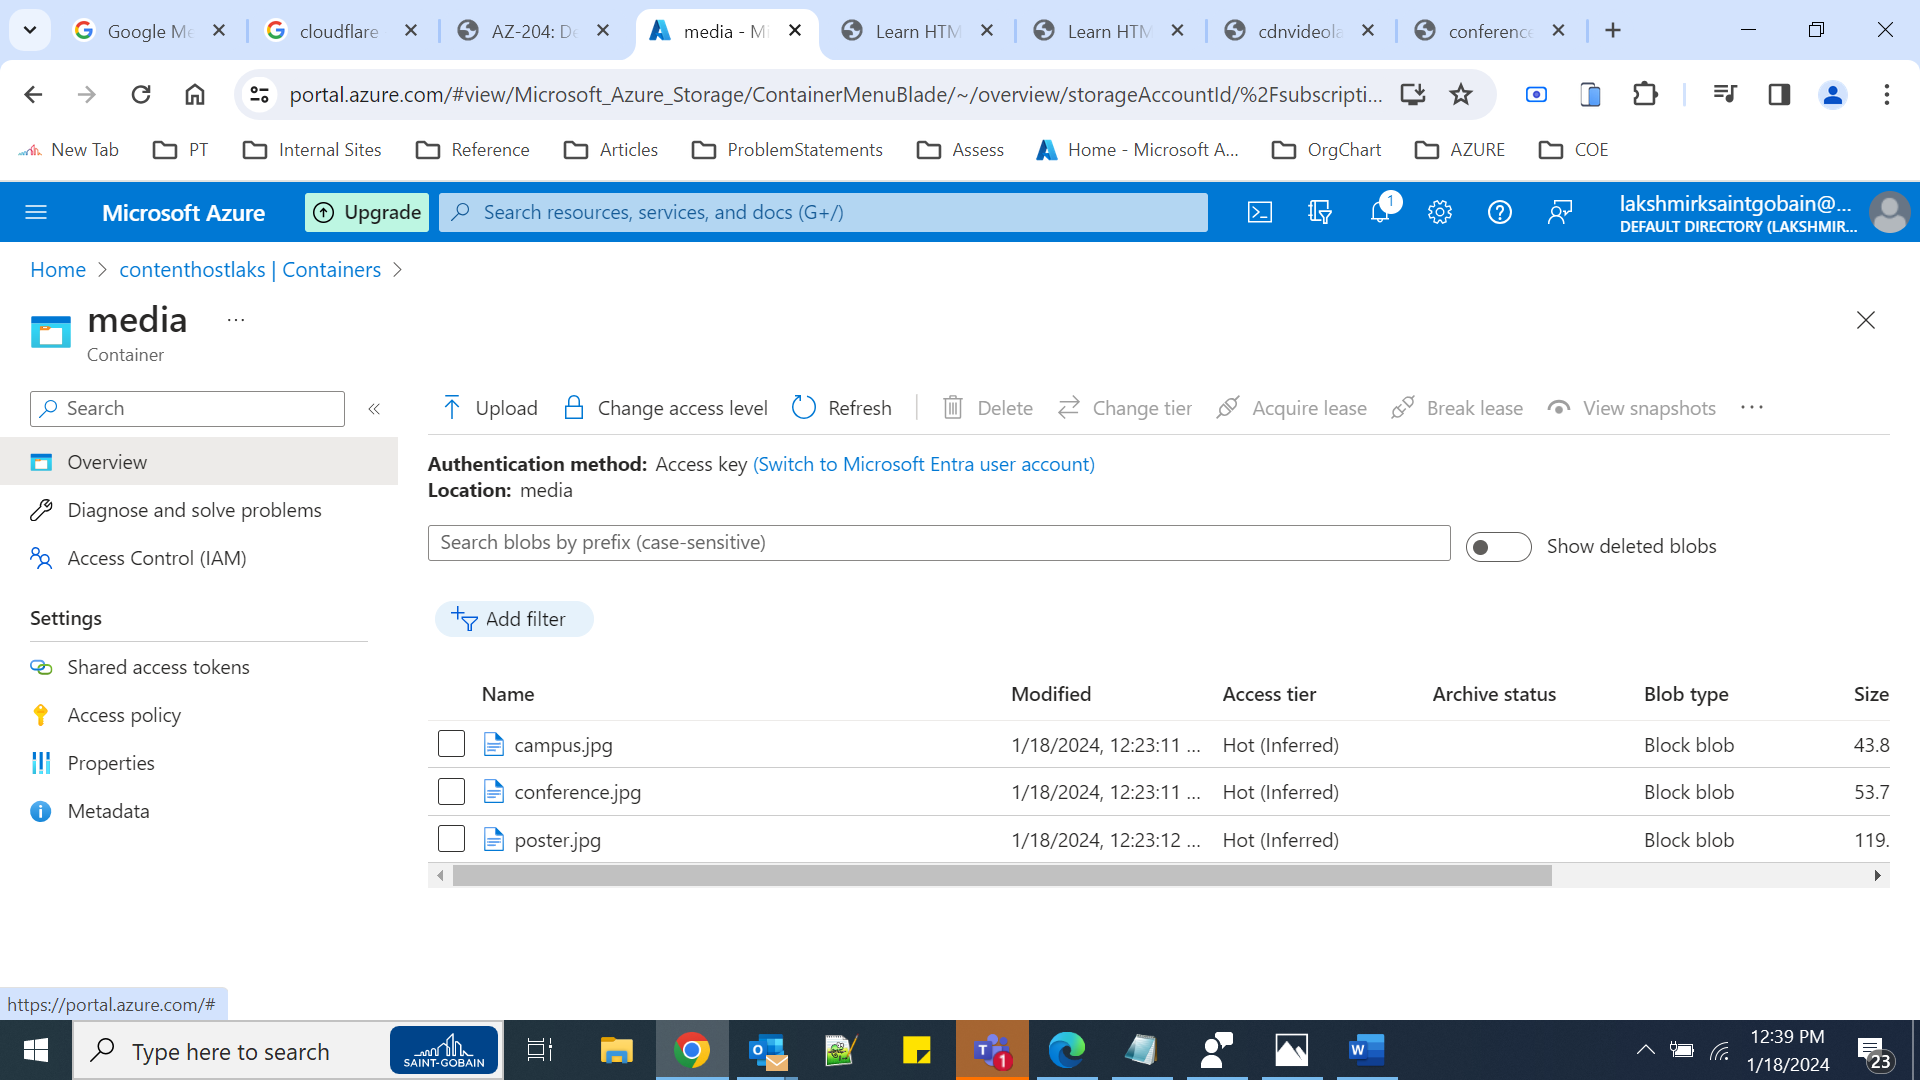 Google Me
cloudflare
AZ-204: De
media - Mi
Learn HTM
Learn HTM
cdnvideola
conference
portal.azure.com/#view/Microsoft_Azure_Storage/ContainerMenuBlade/~/overview/storageAccountId/%2Fsubscripti...
New Tab
PT
Internal Sites
Reference
Articles
ProblemStatements
Assess
Home - Microsoft A...
OrgChart
AZURE
COE
Microsoft Azure
Upgrade
Search resources, services, and docs (G+/)
1
lakshmirksaintgobain@...
DEFAULT DIRECTORY (LAKSHMIR...
Home > contenthostlaks | Containers >
media ...
Container
Search
«
Upload
Change access level
Refresh
Delete
Change tier
Acquire lease
Break lease
View snapshots
...
Overview
Diagnose and solve problems
Access Control (IAM)
Settings
Shared access tokens
Access policy
Properties
Metadata
Authentication method: Access key (Switch to Microsoft Entra user account)
Location: media
Search blobs by prefix (case-sensitive)
Show deleted blobs
Add filter
Name Modified Access tier Archive status Blob type Size
campus.jpg 1/18/2024, 12:23:11 ... Hot (Inferred) Block blob 43.8
conference.jpg 1/18/2024, 12:23:11 ... Hot (Inferred) Block blob 53.7
poster.jpg 1/18/2024, 12:23:12 ... Hot (Inferred) Block blob 119.
https://portal.azure.com/#
Type here to search
SAINT-GOBAIN
1
12:39 PM
1/18/2024
23